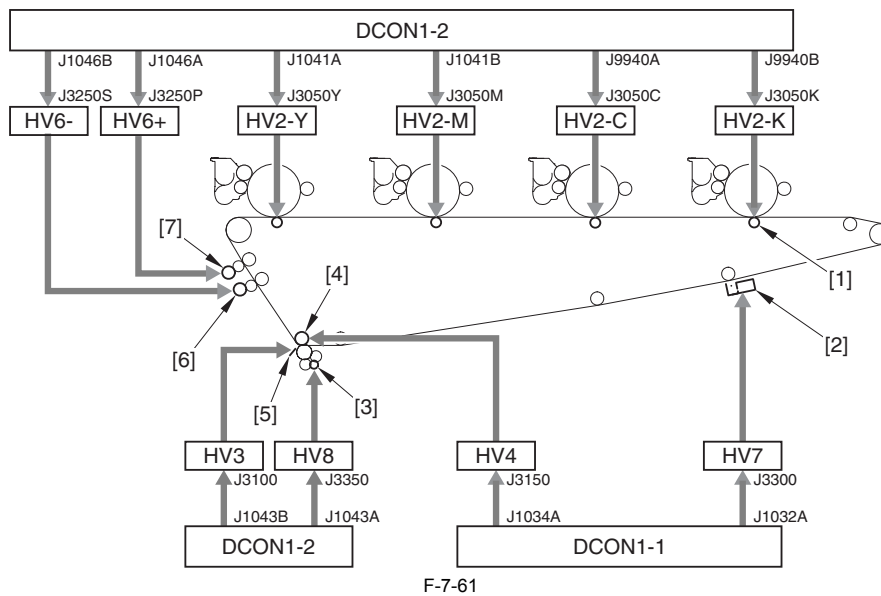 DCON1-2
J1046B J1046A J1041A J1041B J9940A J9940B
J3250S J3250P J3050Y J3050M J3050C J3050K
HV6- HV6+ HV2-Y HV2-M HV2-C HV2-K
[7]
[4] [1]
[6] [2]
[5] [3]
HV3 HV8 HV4 HV7
J3100 J3350 J3150 J3300
J1043B J1043A J1034A J1032A
DCON1-2 DCON1-1
F-7-61